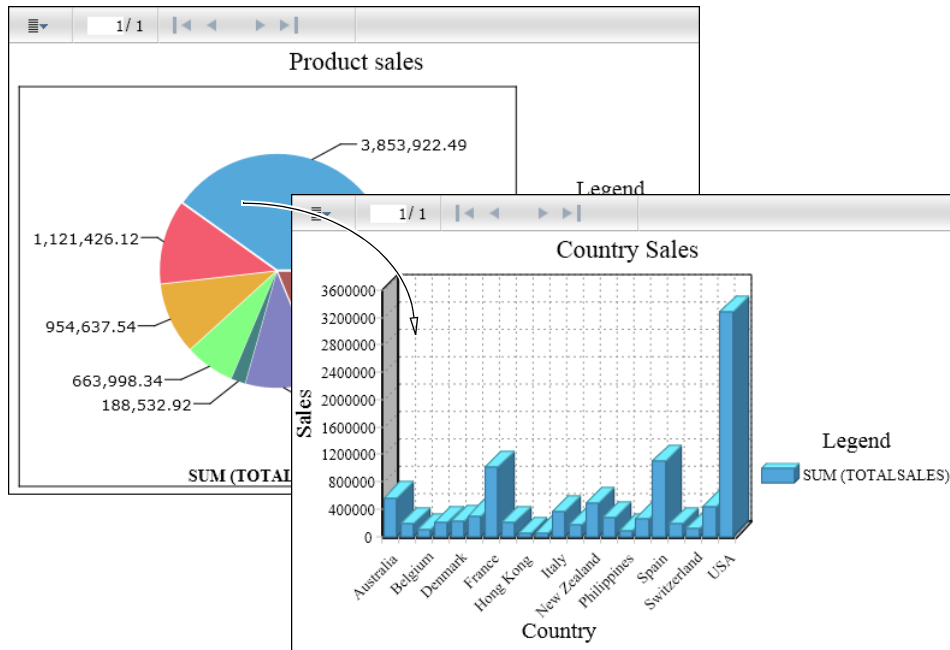 1/ 1
Product sales
3,853,922.49
1,121,426.12
954,637.54
663,998.34
188,532.92
SUM (TOTAL
Legend
1/ 1
Country Sales
3600000
3200000
2800000
2400000
2000000
1600000
1200000
800000
400000
0
Sales
Australia
Belgium
Denmark
France
Hong Kong
Italy
New Zealand
Philippines
Spain
Switzerland
USA
Country
Legend
SUM (TOTALSALES)